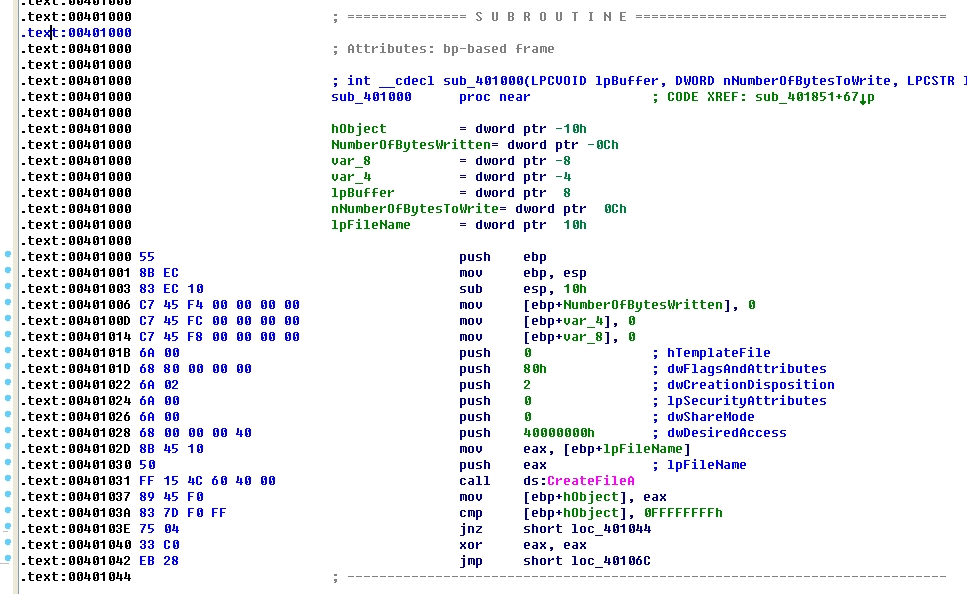 .text:00401000
.text:00401000 ; =============== S U B R O U T I N E =======================================
.text:00401000
.text:00401000 ; Attributes: bp-based frame
.text:00401000
.text:00401000 ; int __cdecl sub_401000(LPCVOID lpBuffer, DWORD nNumberOfBytesToWrite, LPCSTR
.text:00401000 sub_401000 proc near ; CODE XREF: sub_401851+67↓p
.text:00401000
.text:00401000 hObject = dword ptr -10h
.text:00401000 NumberOfBytesWritten= dword ptr -0Ch
.text:00401000 var_8 = dword ptr -8
.text:00401000 var_4 = dword ptr -4
.text:00401000 lpBuffer = dword ptr 8
.text:00401000 nNumberOfBytesToWrite= dword ptr 0Ch
.text:00401000 lpFileName = dword ptr 10h
.text:00401000
.text:00401000 55 push ebp
.text:00401001 8B EC mov ebp, esp
.text:00401003 83 EC 10 sub esp, 10h
.text:00401006 C7 45 F4 00 00 00 00 mov [ebp+NumberOfBytesWritten], 0
.text:0040100D C7 45 FC 00 00 00 00 mov [ebp+var_4], 0
.text:00401014 C7 45 F8 00 00 00 00 mov [ebp+var_8], 0
.text:0040101B 6A 00 push 0 ; hTemplateFile
.text:0040101D 68 80 00 00 00 push 80h ; dwFlagsAndAttributes
.text:00401022 6A 02 push 2 ; dwCreationDisposition
.text:00401024 6A 00 push 0 ; lpSecurityAttributes
.text:00401026 6A 00 push 0 ; dwShareMode
.text:00401028 68 00 00 00 40 push 40000000h ; dwDesiredAccess
.text:0040102D 8B 45 10 mov eax, [ebp+lpFileName]
.text:00401030 50 push eax ; lpFileName
.text:00401031 FF 15 4C 60 40 00 call ds:CreateFileA
.text:00401037 89 45 F0 mov [ebp+hObject], eax
.text:0040103A 83 7D F0 FF cmp [ebp+hObject], 0FFFFFFFFh
.text:0040103E 75 04 jnz short loc_401044
.text:00401040 33 C0 xor eax, eax
.text:00401042 EB 28 jmp short loc_40106C
.text:00401044 ; ---------------------------------------------------------------------------